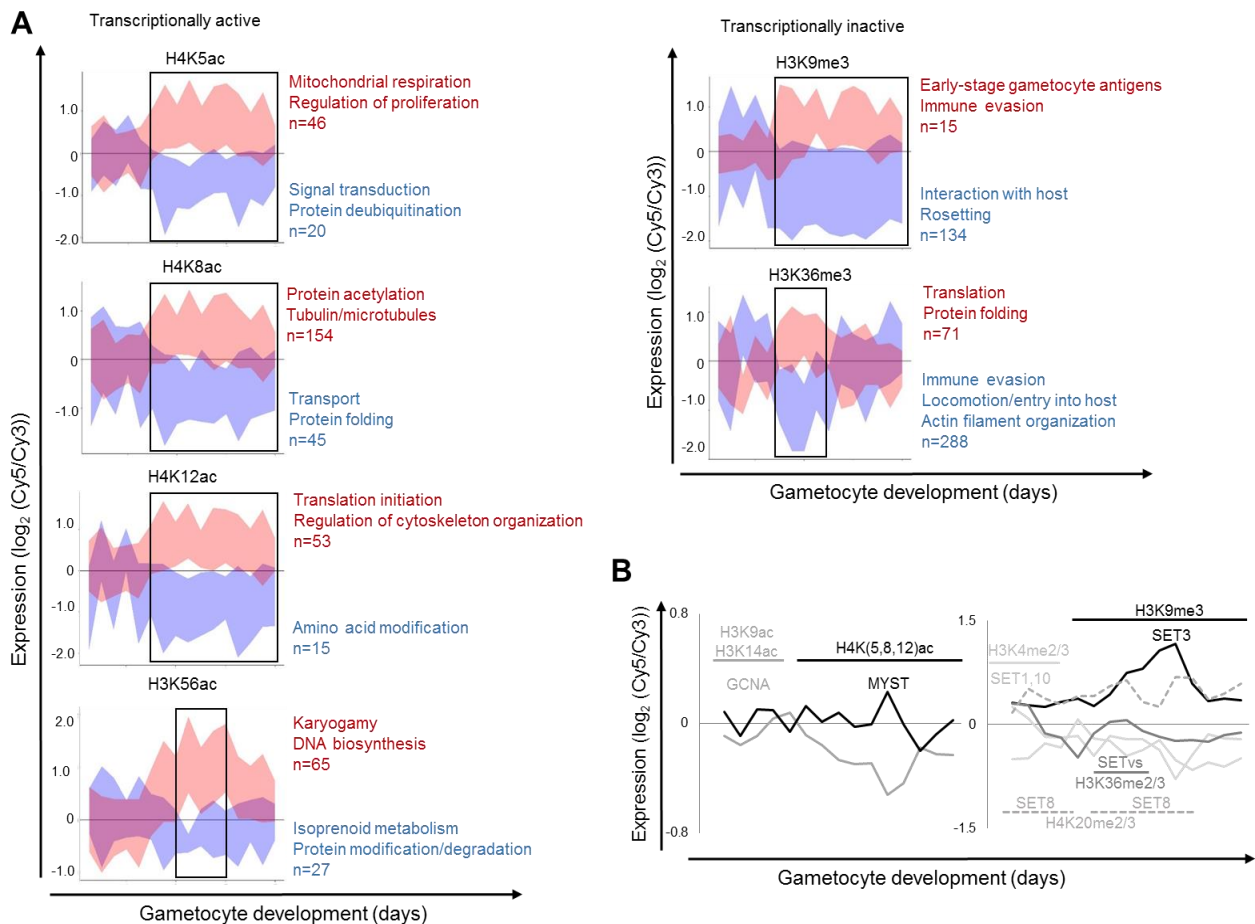 A
Transcriptionally active
H4K5ac
Expression (log2 (Cy5/Cy3))
1.0
0
-1.0
-2.0
Mitochondrial respiration
Regulation of proliferation
n=46
Signal transduction
Protein deubiquitination
n=20
H4K8ac
1.0
0
-1.0
Protein acetylation
Tubulin/microtubules
n=154
Transport
Protein folding
n=45
H4K12ac
1.0
0
-1.0
-2.0
Translation initiation
Regulation of cytoskeleton organization
n=53
Amino acid modification
n=15
H3K56ac
2.0
1.0
0
-1.0
Karyogamy
DNA biosynthesis
n=65
Isoprenoid metabolism
Protein modification/degradation
n=27
Gametocyte development (days)
Transcriptionally inactive
H3K9me3
Expression (log2 (Cy5/Cy3))
1.0
0
-1.0
-2.0
Early-stage gametocyte antigens
Immune evasion
n=15
Interaction with host
Rosetting
n=134
H3K36me3
1.0
0
-1.0
-2.0
Translation
Protein folding
n=71
Immune evasion
Locomotion/entry into host
Actin filament organization
n=288
Gametocyte development (days)
B
Expression (log2 (Cy5/Cy3))
0.8
0
-0.8
H3K9ac
H3K14ac
GCNA
H4K(5,8,12)ac
MYST
1.5
0
-1.5
H3K9me3
SET3
H3K4me2/3
SET1,10
SETvs
H3K36me2/3
SET8
SET8
H4K20me2/3
Gametocyte development (days)